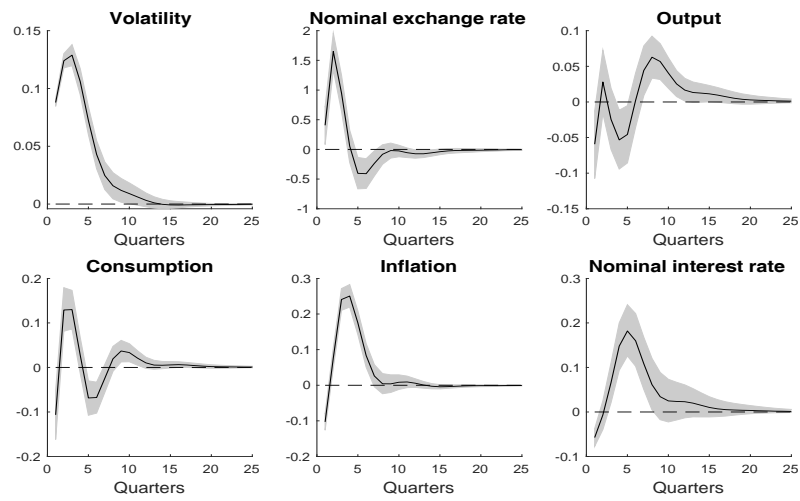 Volatility
0.15
0.1
0.05
0
0 5 10 15 20 25
Quarters
Nominal exchange rate
2
1.5
1
0.5
0
-0.5
-1
0 5 10 15 20 25
Quarters
Output
0.1
0.05
0
-0.05
-0.1
-0.15
0 5 10 15 20 25
Quarters
Consumption
0.2
0.1
0
-0.1
-0.2
0 5 10 15 20 25
Quarters
Inflation
0.3
0.2
0.1
0
-0.1
-0.2
0 5 10 15 20 25
Quarters
Nominal interest rate
0.3
0.2
0.1
0
-0.1
0 5 10 15 20 25
Quarters